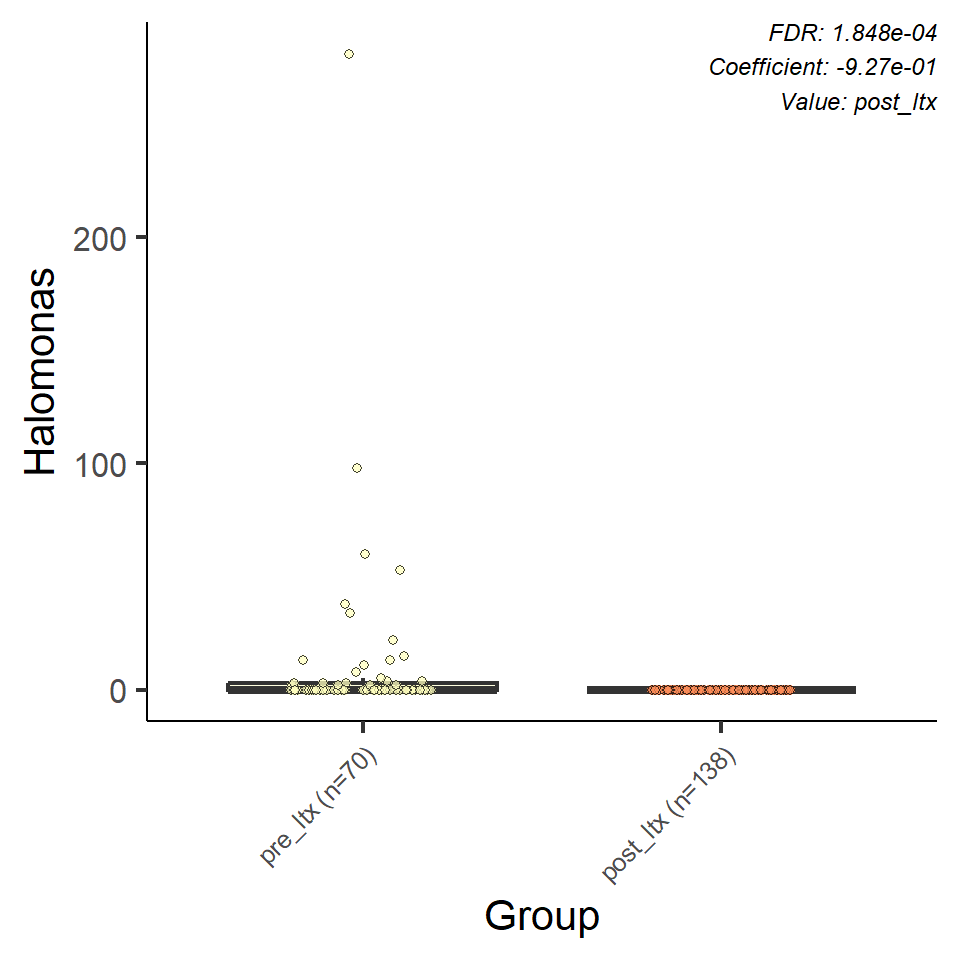 FDR: 1.848e-04
Coefficient: -9.27e-01
Value: post_ltx
Halomonas
200
100
0
pre_ltx (n=70)
post_ltx (n=138)
Group